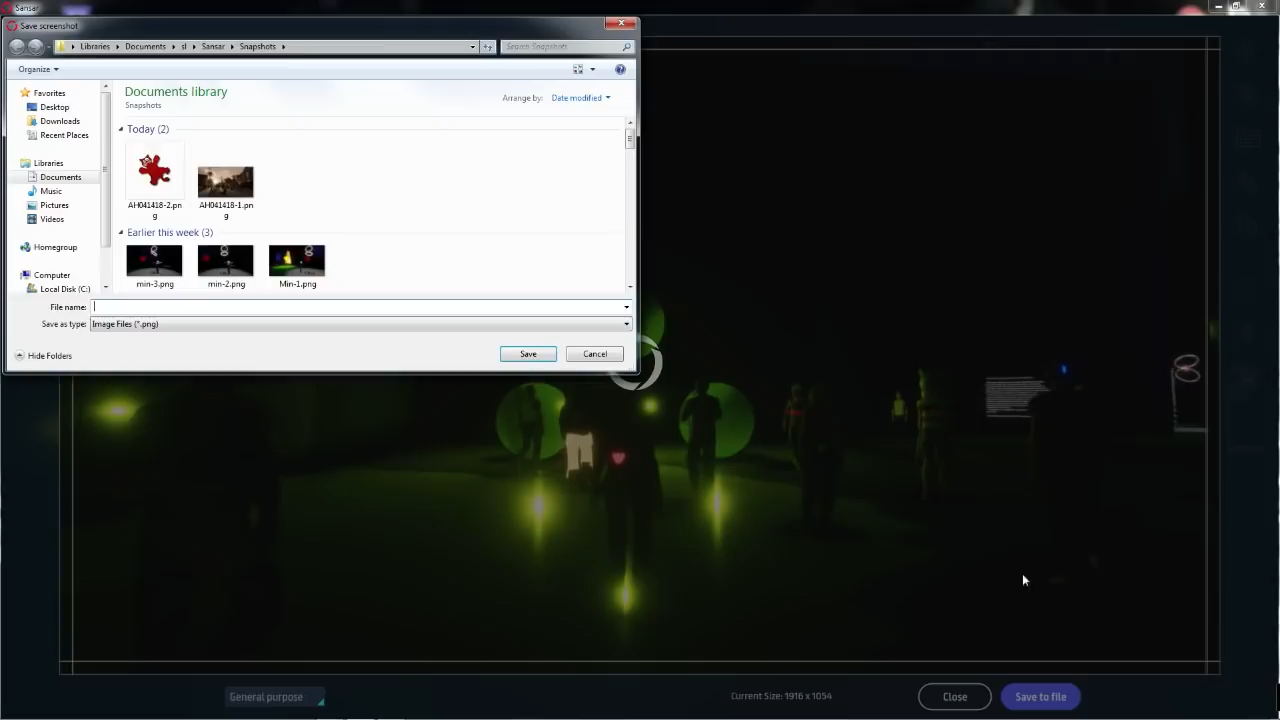 Sansar
Save screenshot
Libraries Documents sl Sansar Snapshots
Search Snapshots
Organize
Favorites
Desktop
Downloads
Recent Places
Libraries
Documents
Music
Pictures
Videos
Homegroup
Computer
Local Disk (C:)
Documents library
Snapshots
Arrange by: Date modified
Today (2)
AH041418-2.pn
g
AH041418-1.pn
g
Earlier this week (3)
min-3.png
min-2.png
Min-1.png
File name:
Save as type: Image Files (*.png)
Hide Folders
Save
Cancel
General purpose
Current Size: 1916 x 1054
Close
Save to file